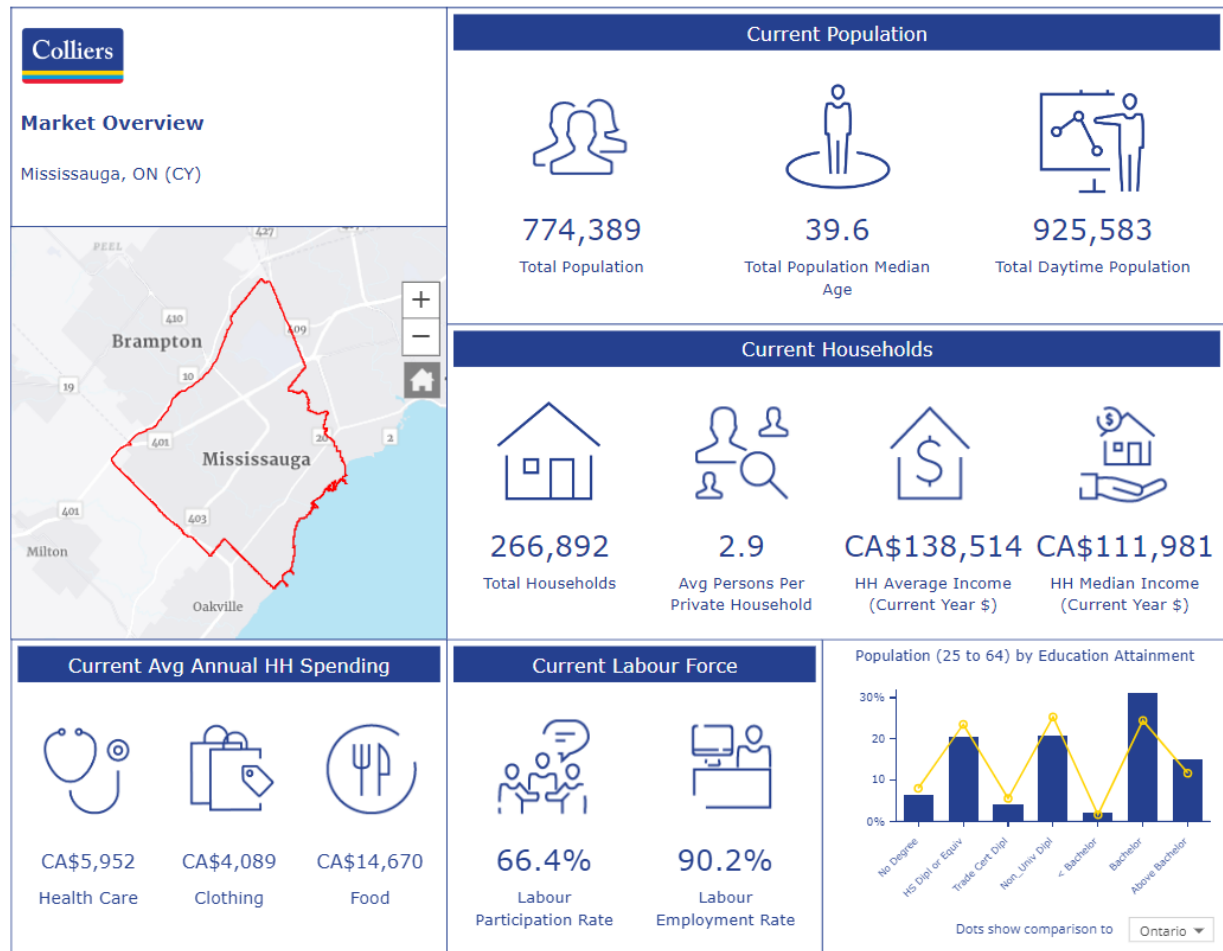 Colliers
Market Overview
Mississauga, ON (CY)
PEEL
427
410
409
Brampton
10
19
401
20
2
Mississauga
401
403
Milton
Oakville
+
−
Current Population
774,389
Total Population
39.6
Total Population Median
Age
925,583
Total Daytime Population
Current Households
266,892
Total Households
2.9
Avg Persons Per
Private Household
CA$138,514
HH Average Income
(Current Year $)
CA$111,981
HH Median Income
(Current Year $)
Current Avg Annual HH Spending
CA$5,952
Health Care
CA$4,089
Clothing
CA$14,670
Food
Current Labour Force
66.4%
Labour
Participation Rate
90.2%
Labour
Employment Rate
Population (25 to 64) by Education Attainment
30%
20
10
0%
No Degree
HS Dipl or Equiv
Trade Cert Dipl
Non_Univ Dipl
< Bachelor
Bachelor
Above Bachelor
Dots show comparison to
Ontario